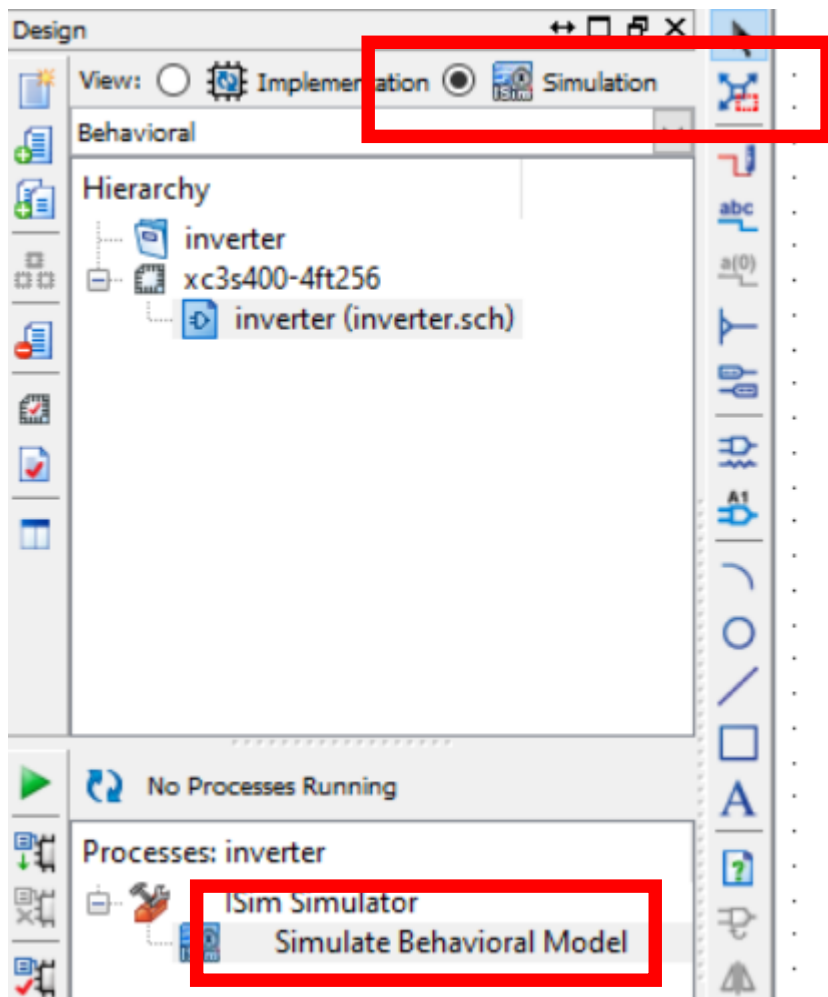 Design
View: Implementation ISim Simulation
Behavioral
Hierarchy
inverter
xc3s400-4ft256
inverter (inverter.sch)
abc
a(0)
A1
A
No Processes Running
Processes: inverter
ISim Simulator
Simulate Behavioral Model